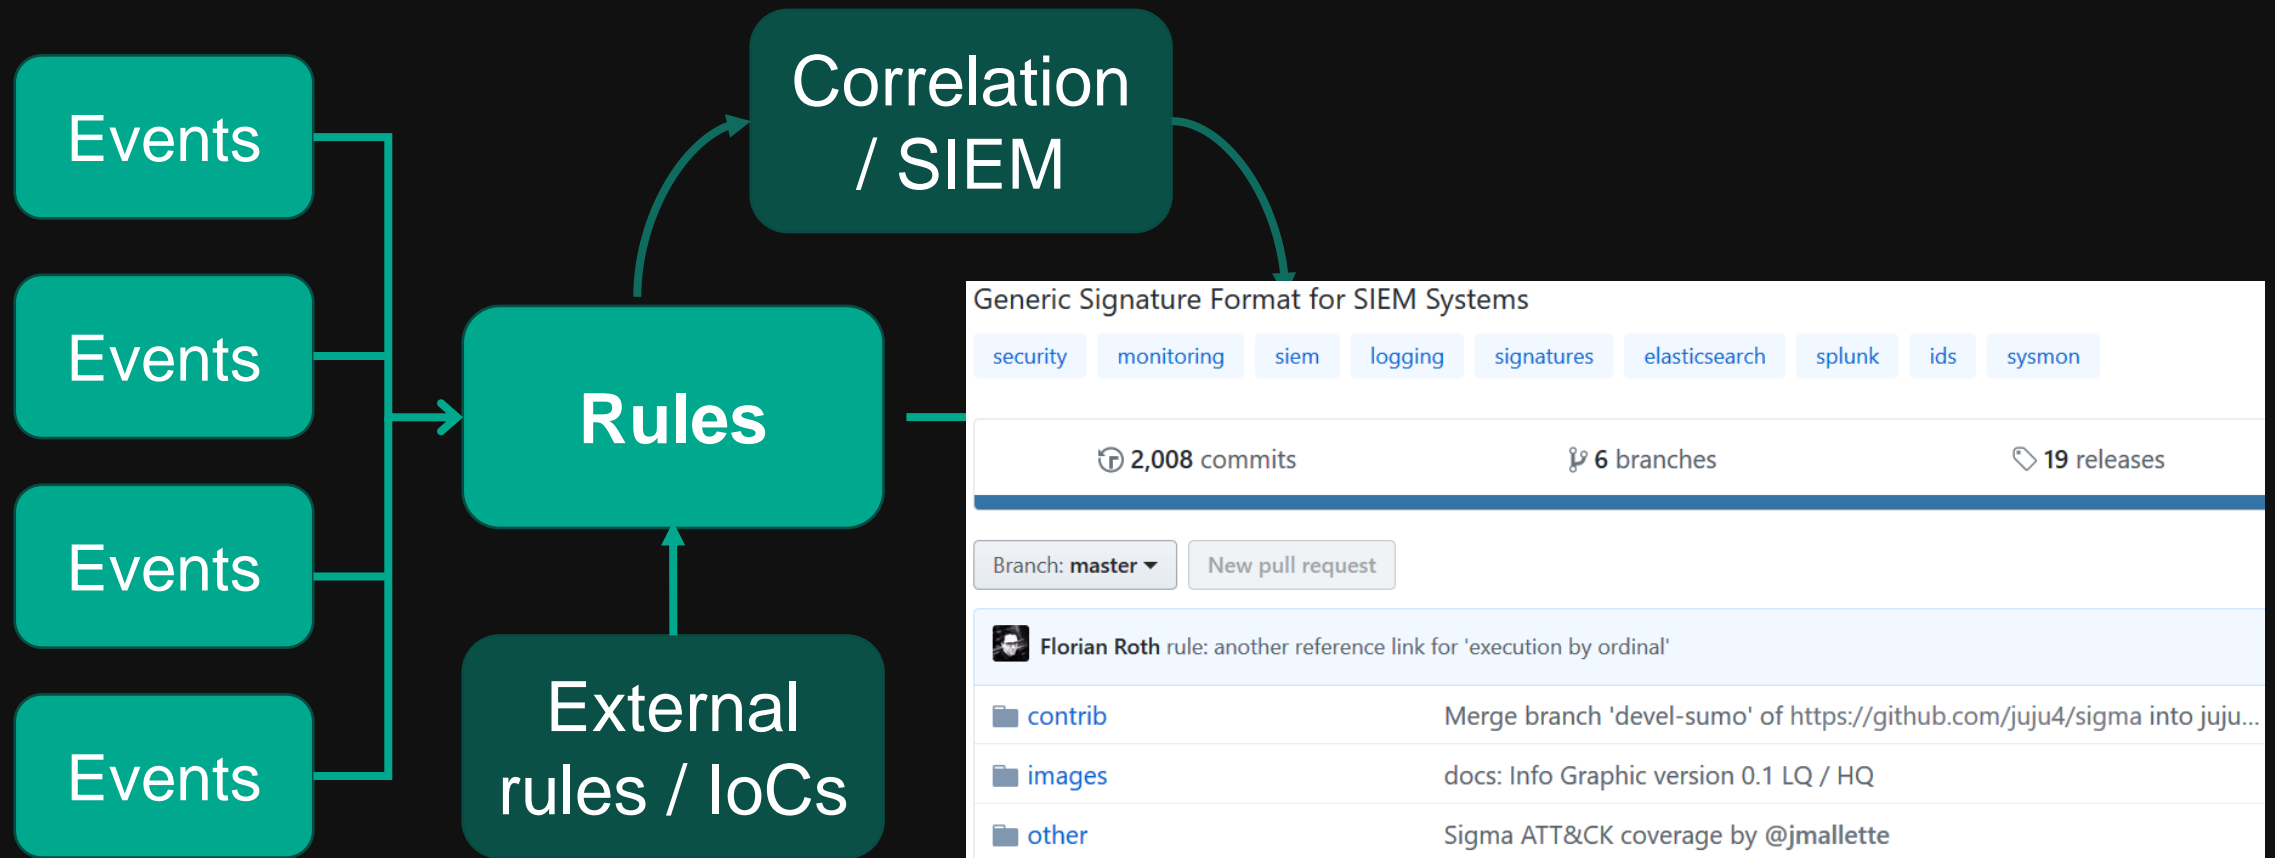 Events
Events
Events
Events
Correlation
/ SIEM
Rules
External
rules / IoCs
Generic Signature Format for SIEM Systems
security monitoring siem logging signatures elasticsearch splunk ids sysmon
2,008 commits 6 branches 19 releases
Branch: master New pull request
Florian Roth rule: another reference link for 'execution by ordinal'
contrib Merge branch 'devel-sumo' of https://github.com/juju4/sigma into juju...
images docs: Info Graphic version 0.1 LQ / HQ
other Sigma ATT&CK coverage by @jmallette